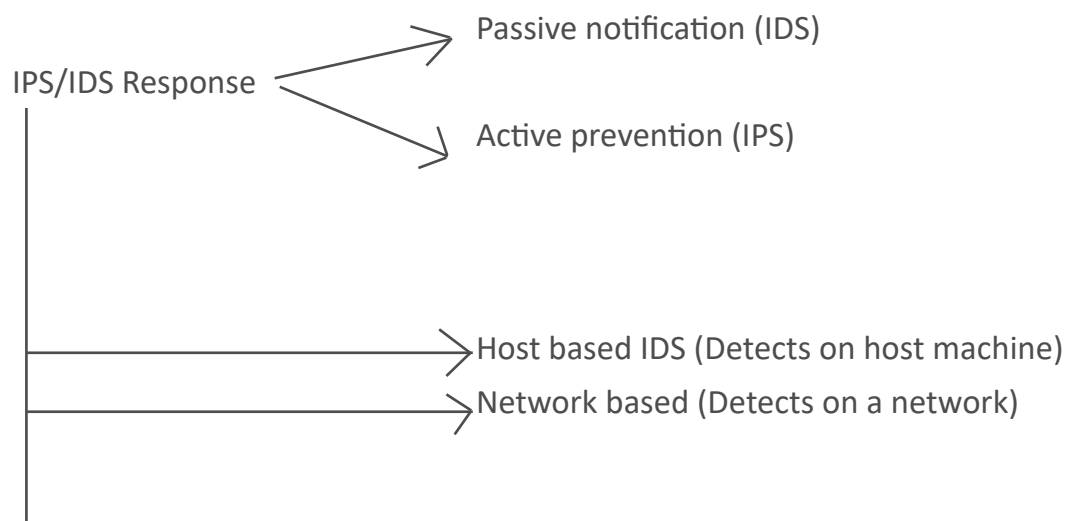 Passive notification (IDS)
IPS/IDS Response
Active prevention (IPS)
Host based IDS (Detects on host machine)
Network based (Detects on a network)